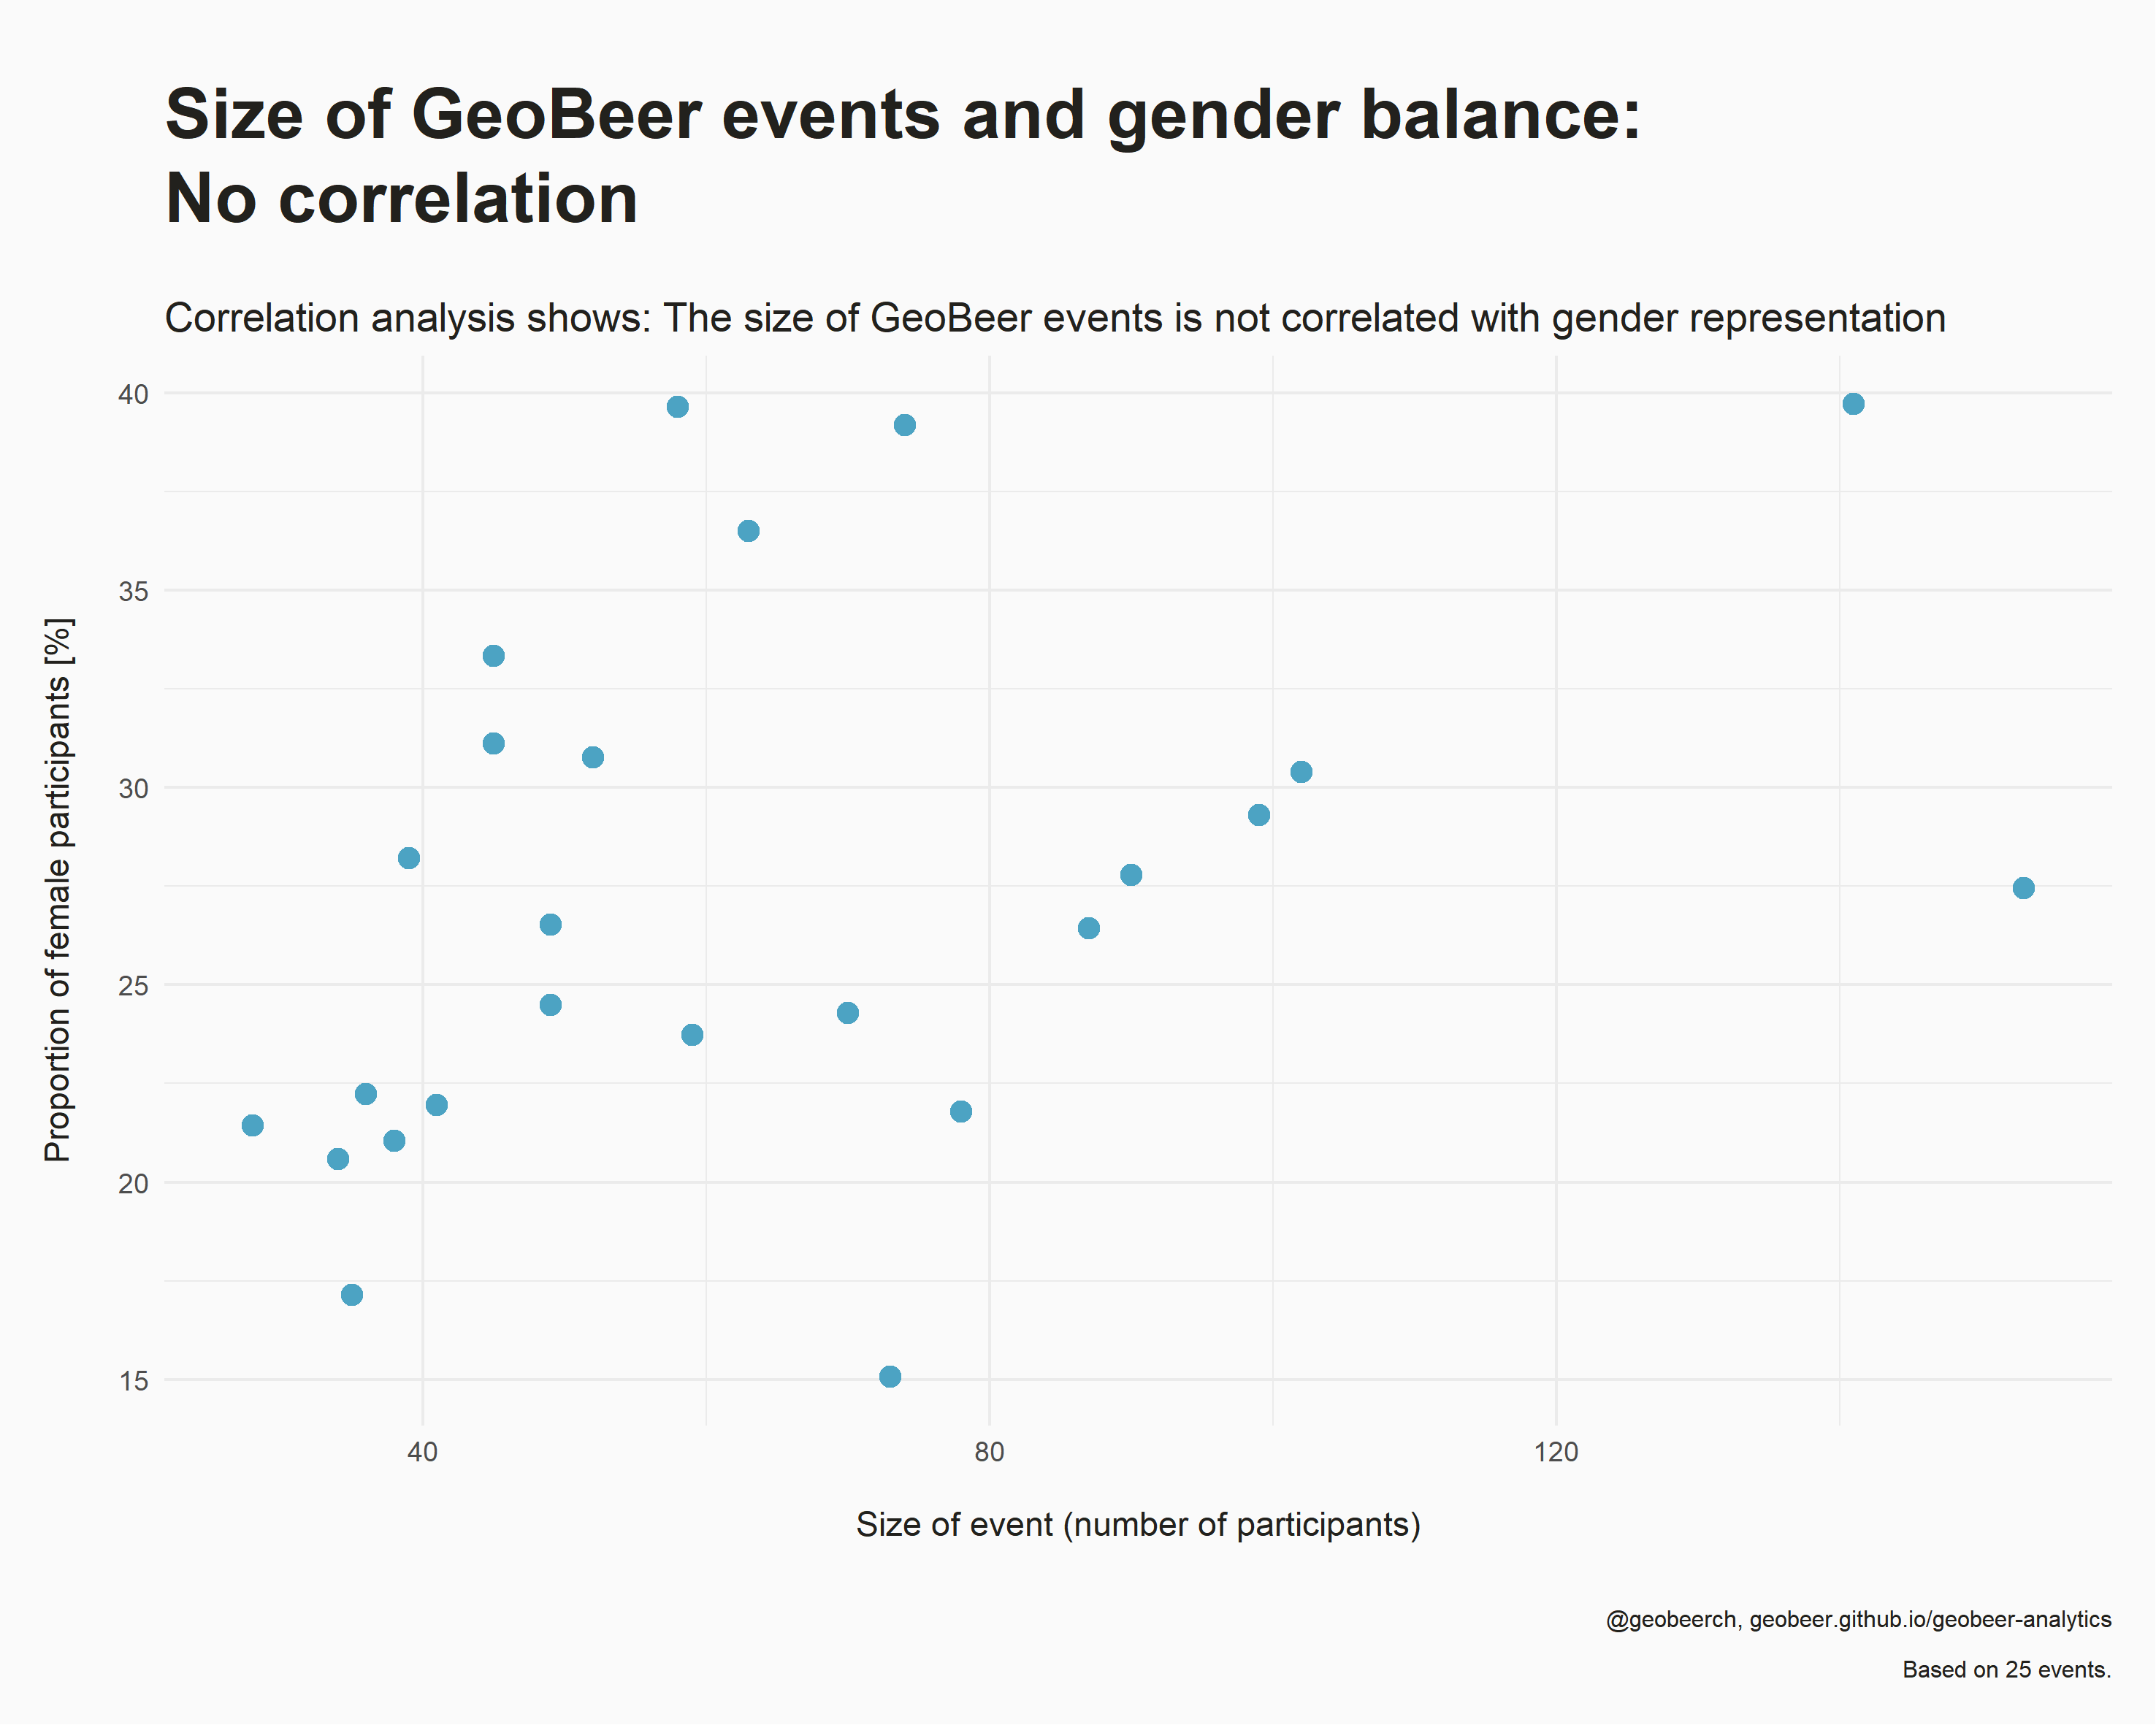 Size of GeoBeer events and gender balance:
No correlation
Correlation analysis shows: The size of GeoBeer events is not correlated with gender representation
Proportion of female participants [%]
40
35
30
25
20
15
40
80
120
Size of event (number of participants)
@geobeerch, geobeer.github.io/geobeer-analytics
Based on 25 events.